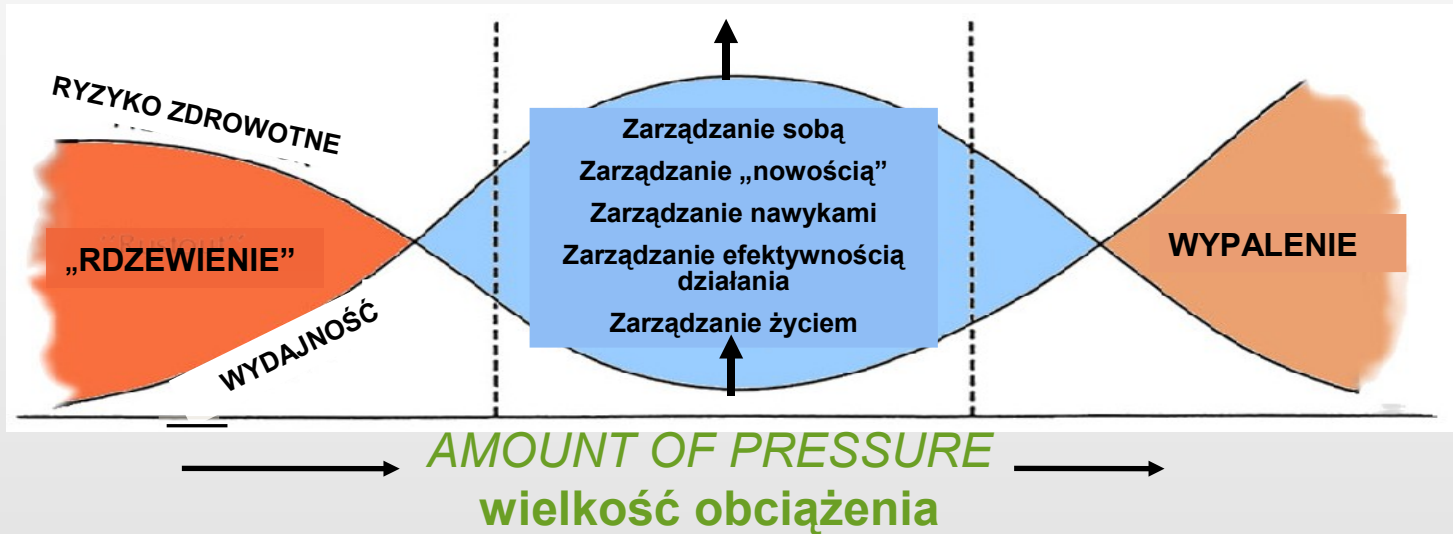 RYZYKO ZDROWOTNE
„RDZEWIENIE”
WYDAJNOŚĆ
Zarządzanie sobą
Zarządzanie „nowością”
Zarządzanie nawykami
Zarządzanie efektywnością
działania
Zarządzanie życiem
WYPALENIE
AMOUNT OF PRESSURE
wielkość obciążenia